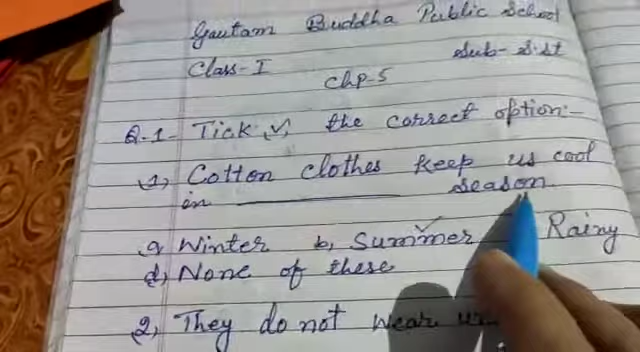 Gautam Buddha Public School
Class-I Sub- S.st
Chp-5
Q.1- Tick ✓ the correct option:-
1) Cotton clothes keep us cool
in __________ season.
a) Winter b) Summer ✓ Rainy
d) None of these
2) They do not wear